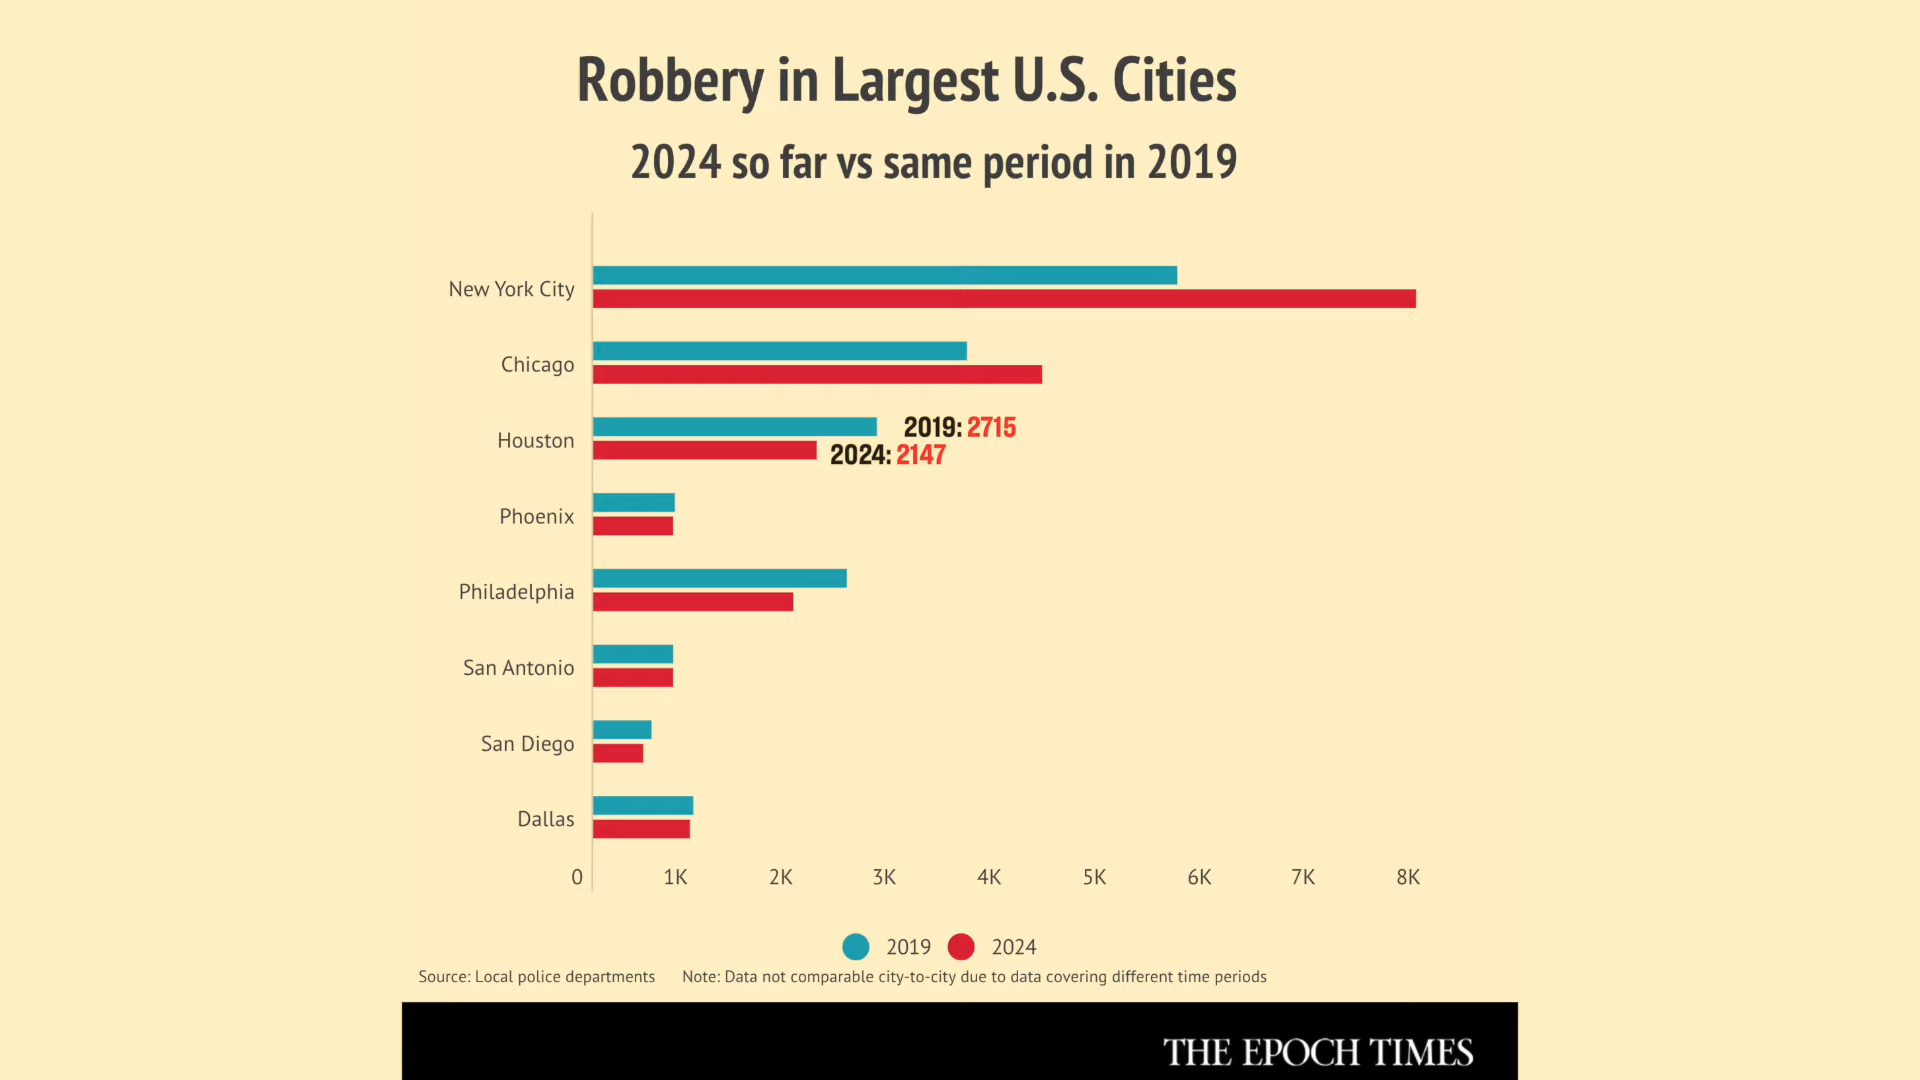 Robbery in Largest U.S. Cities
2024 so far vs same period in 2019
New York City
Chicago
Houston
2019: 2715
2024: 2147
Phoenix
Philadelphia
San Antonio
San Diego
Dallas
0 1K 2K 3K 4K 5K 6K 7K 8K
2019 2024
Source: Local police departments Note: Data not comparable city-to-city due to data covering different time periods
THE EPOCH TIMES